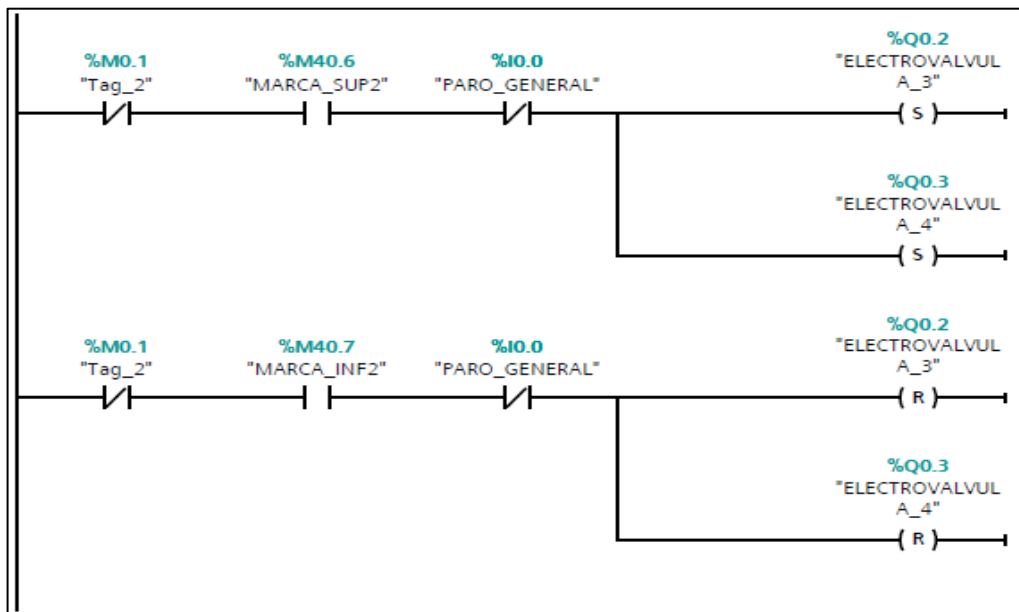 %Q0.2
%M0.1 %M40.6 %I0.0 "ELECTROVALVUL
"Tag_2" "MARCA_SUP2" "PARO_GENERAL" A_3"
S
%Q0.3
"ELECTROVALVUL
A_4"
S
%Q0.2
%M0.1 %M40.7 %I0.0 "ELECTROVALVUL
"Tag_2" "MARCA_INF2" "PARO_GENERAL" A_3"
R
%Q0.3
"ELECTROVALVUL
A_4"
R